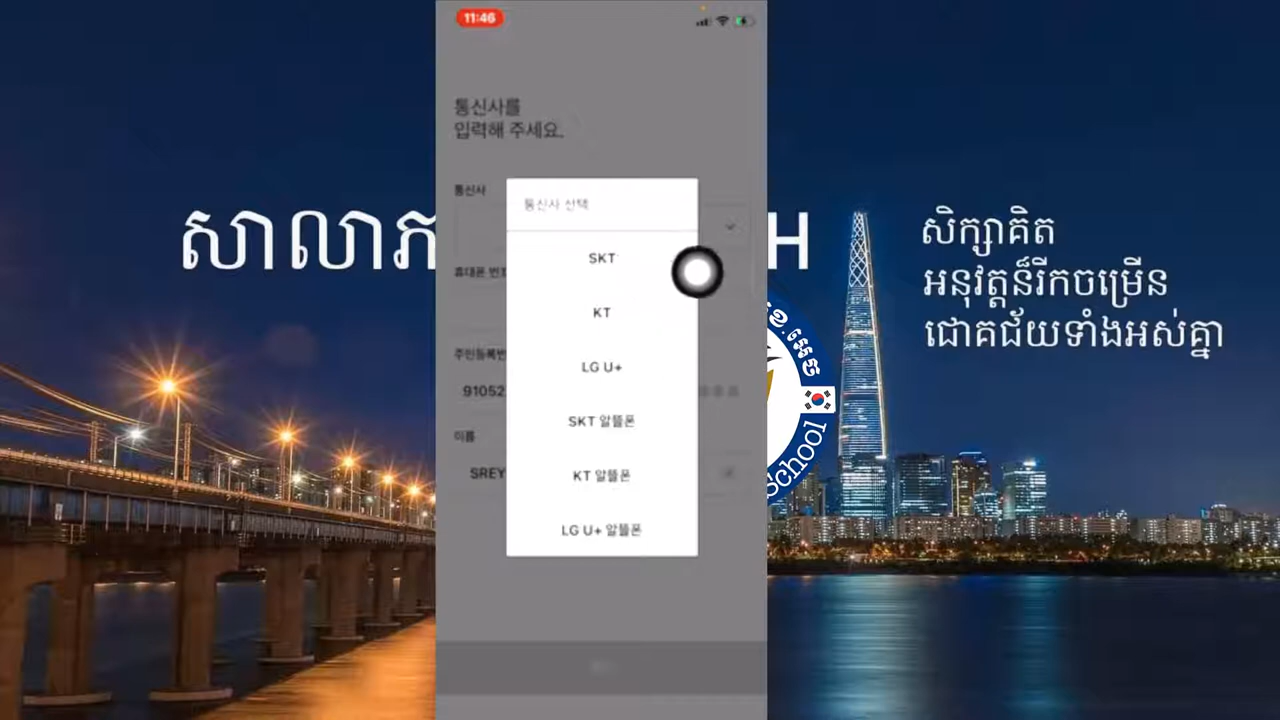 11:46
통신사를
입력해 주세요.
통신사
통신사 선택
SKT
휴대폰
KT
주민등록번
LG U+
91052
SKT 알뜰폰
이름
SREY
KT 알뜰폰
LG U+ 알뜰폰
សាលាភ
H
សិក្សាគិត
អនុវត្តន៏រីកចម្រើន
ជោគជ័យទាំងអស់គ្នា
ខេ.អេច
School